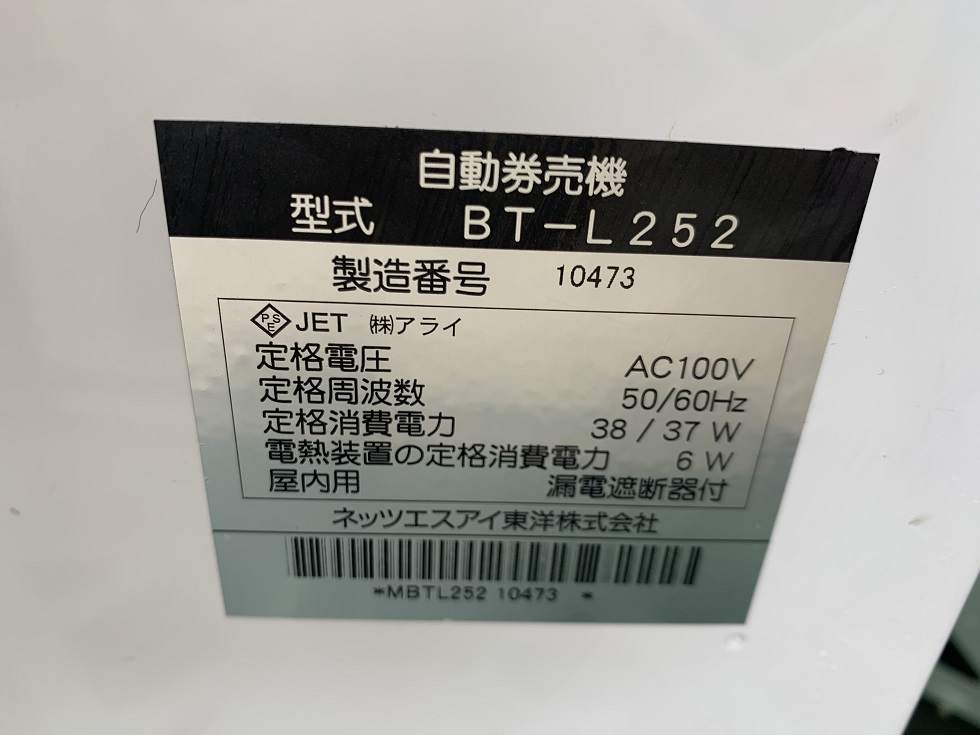 自動券売機
型式 BT-L252
製造番号 10473
PSE JET ㈱アライ
定格電圧 AC100V
定格周波数 50/60Hz
定格消費電力 38 / 37 W
電熱装置の定格消費電力 6 W
屋内用 漏電遮断器付
ネッツエスアイ東洋株式会社
*MBTL252 10473 *